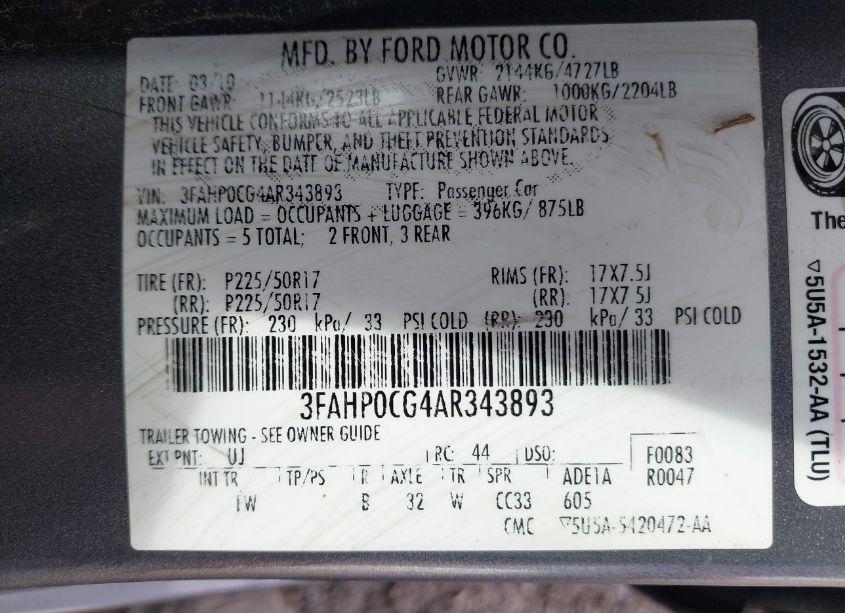 MFD. BY FORD MOTOR CO.
DATE: 03/10 GVWR: 2144KG/4727LB
FRONT GAWR: 1144KG/2523LB REAR GAWR: 1000KG/2204LB
THIS VEHICLE CONFORMS TO ALL APPLICABLE FEDERAL MOTOR
VEHICLE SAFETY, BUMPER, AND THEFT PREVENTION STANDARDS
IN EFFECT ON THE DATE OF MANUFACTURE SHOWN ABOVE.
VIN: 3FAHP0CG4AR343893 TYPE: Passenger Car
MAXIMUM LOAD = OCCUPANTS + LUGGAGE = 396KG/ 875LB
OCCUPANTS = 5 TOTAL; 2 FRONT, 3 REAR
TIRE (FR): P225/50R17 RIMS (FR): 17X7.5J
(RR): P225/50R17 (RR): 17X7.5J
PRESSURE (FR): 230 kPa/ 33 PSI COLD (RR): 230 kPa/ 33 PSI COLD
3FAHP0CG4AR343893
TRAILER TOWING - SEE OWNER GUIDE
EXT PNT: UJ RC: 44 DSO: F0083
INT TR TP/PS R AXLE TR SPR ADE1A R0047
B 32 W CC33 605
CMC ▽5U5A-5420472-AA
The
▽5U5A-1532-AA (TLU)